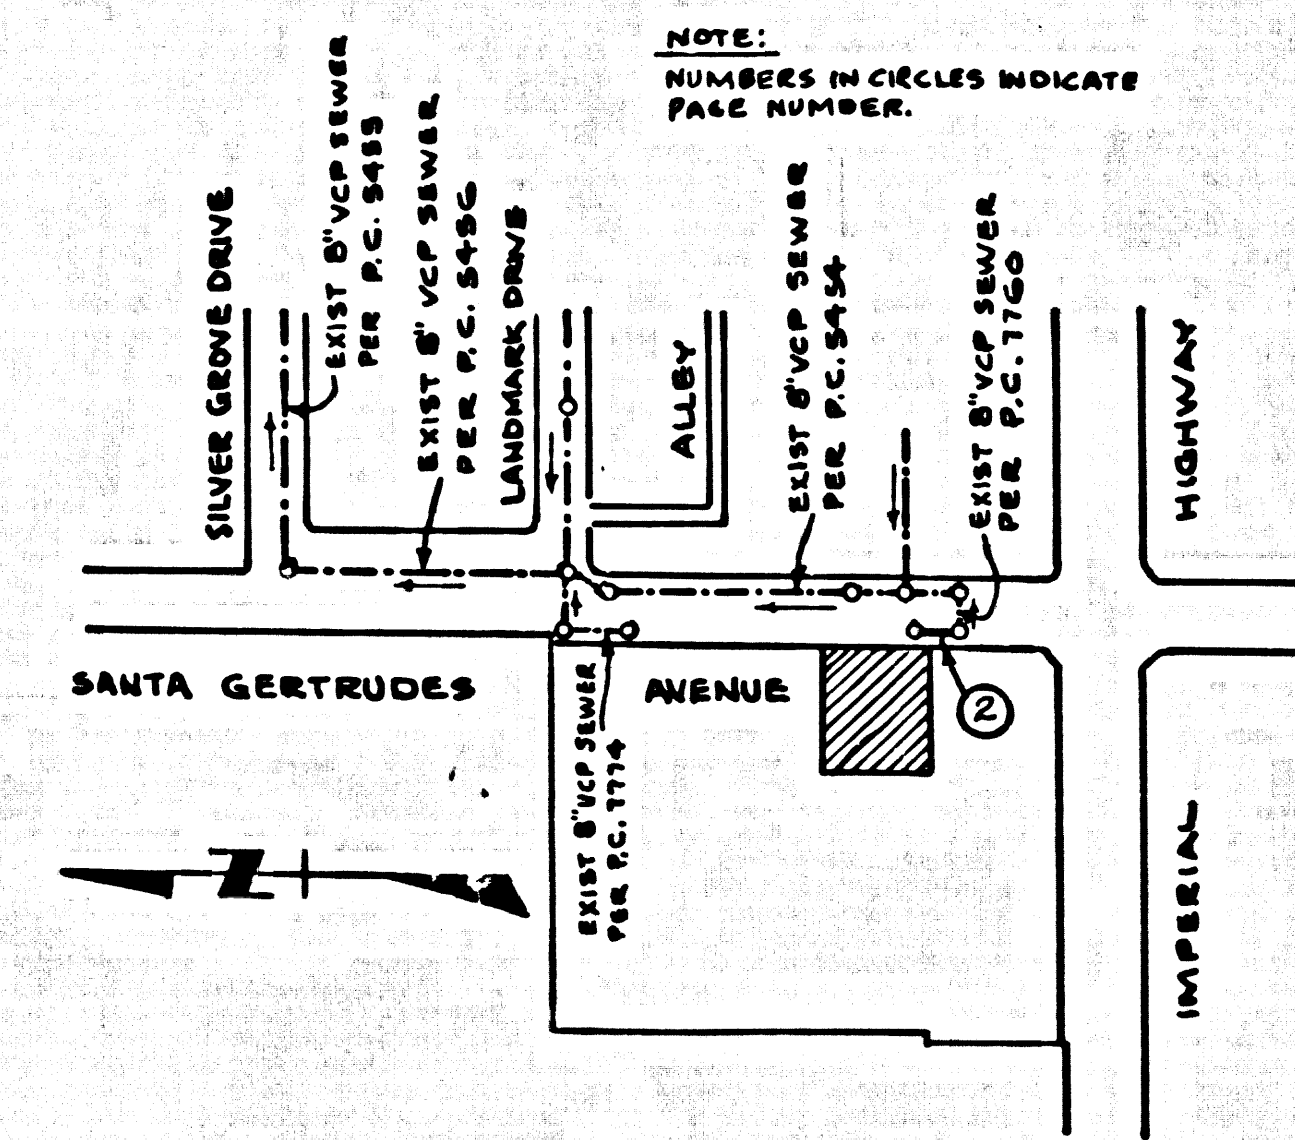 NOTE:
NUMBERS IN CIRCLES INDICATE
PAGE NUMBER.
SILVER GROVE DRIVE
EXIST 8" VCP SEWER
PER P.C.
EXIST 8" VCP SEWER
PER P.C.
LANDMARK DRIVE
ALLEY
EXIST 8" VCP SEWER
PER P.C. 5454
EXIST 8" VCP SEWER
PER P.C. 7760
HIGHWAY
SANTA GERTRUDES AVENUE
2
EXIST 8" VCP SEWER
PER P.C. 7774
IMPERIAL
N